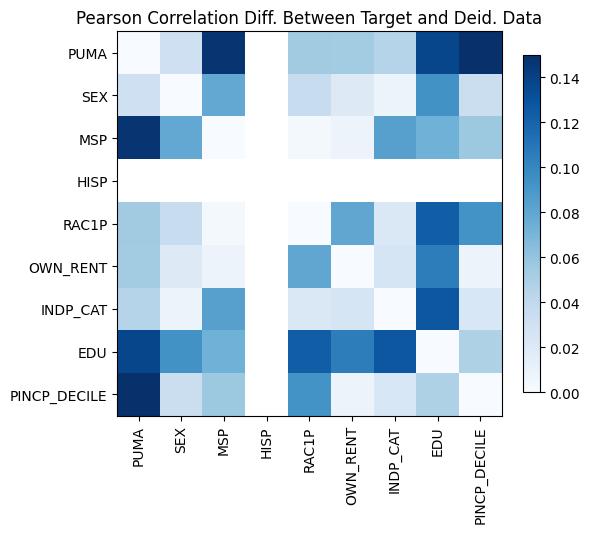 Pearson Correlation Diff. Between Target and Deid. Data
PUMA
SEX
MSP
HISP
RAC1P
OWN_RENT
INDP_CAT
EDU
PINCP_DECILE
PUMA
SEX
MSP
HISP
RAC1P
OWN_RENT
INDP_CAT
EDU
PINCP_DECILE
0.14
0.12
0.10
0.08
0.06
0.04
0.02
0.00